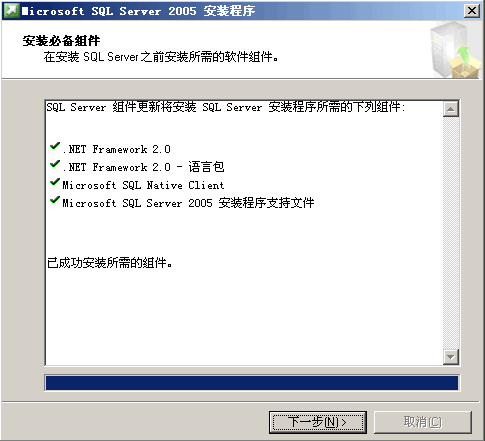 Microsoft SQL Server 2005 安装程序
安装必备组件
在安装 SQL Server 之前安装所需的软件组件。
SQL Server 组件更新将安装 SQL Server 安装程序所需的下列组件:
.NET Framework 2.0
.NET Framework 2.0 - 语言包
Microsoft SQL Native Client
Microsoft SQL Server 2005 安装程序支持文件
已成功安装所需的组件。
下一步(N)>
取消(C)